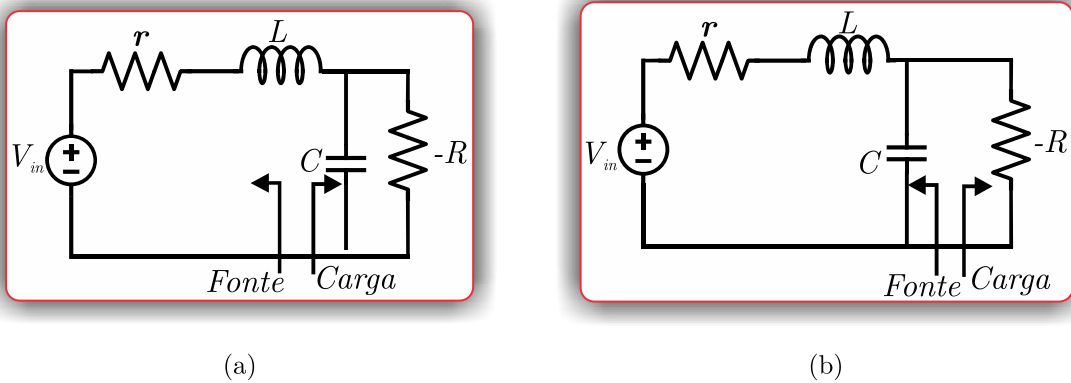 r
L
V_in
+
−
C
-R
Fonte Carga
(a)
r
L
V_in
+
−
C
-R
Fonte Carga
(b)